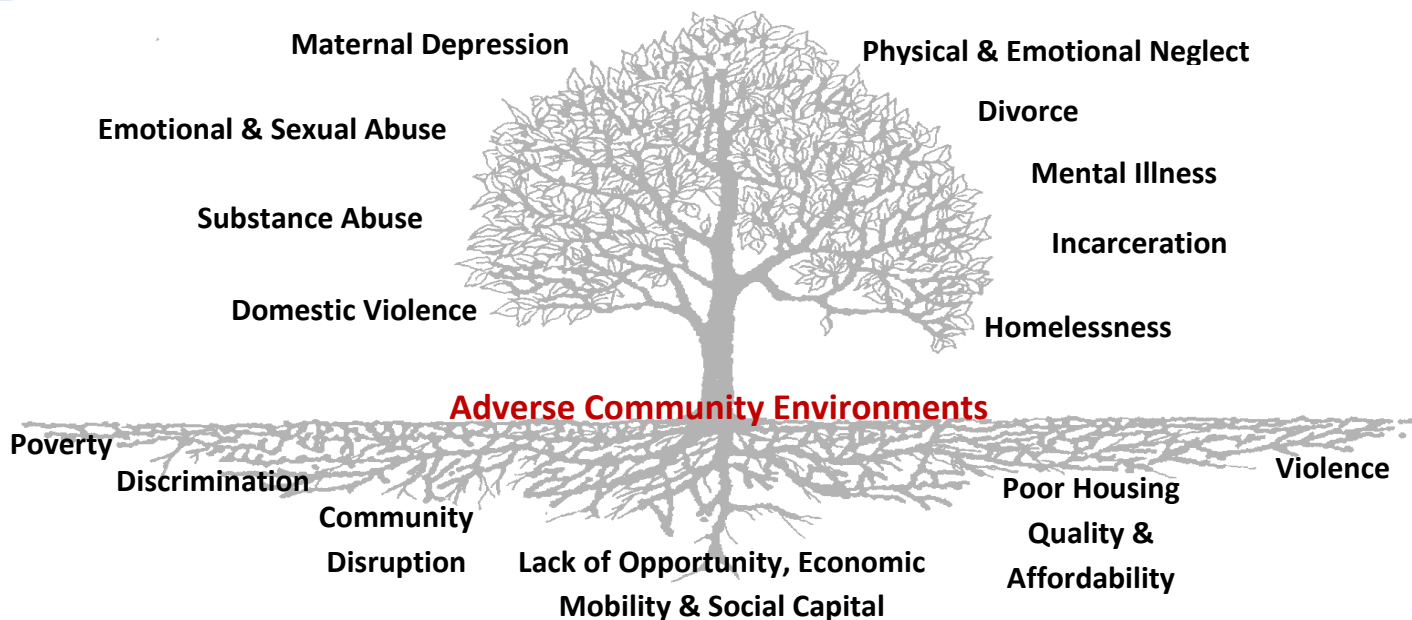 Maternal Depression
Physical & Emotional Neglect
Emotional & Sexual Abuse
Divorce
Mental Illness
Substance Abuse
Incarceration
Domestic Violence
Homelessness
Adverse Community Environments
Poverty
Discrimination
Community
Disruption
Lack of Opportunity, Economic
Mobility & Social Capital
Poor Housing
Quality &
Affordability
Violence